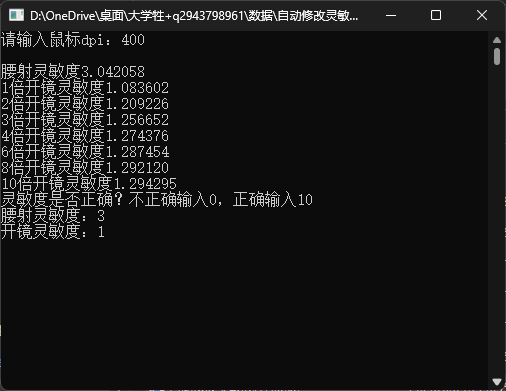 D:\OneDrive\桌面\大学牲+q2943798961\数据\自动修改灵敏...
请输入鼠标dpi：400
腰射灵敏度3.042058
1倍开镜灵敏度1.083602
2倍开镜灵敏度1.209226
3倍开镜灵敏度1.256652
4倍开镜灵敏度1.274376
6倍开镜灵敏度1.287454
8倍开镜灵敏度1.292120
10倍开镜灵敏度1.294295
灵敏度是否正确？不正确输入0，正确输入10
腰射灵敏度：3
开镜灵敏度：1